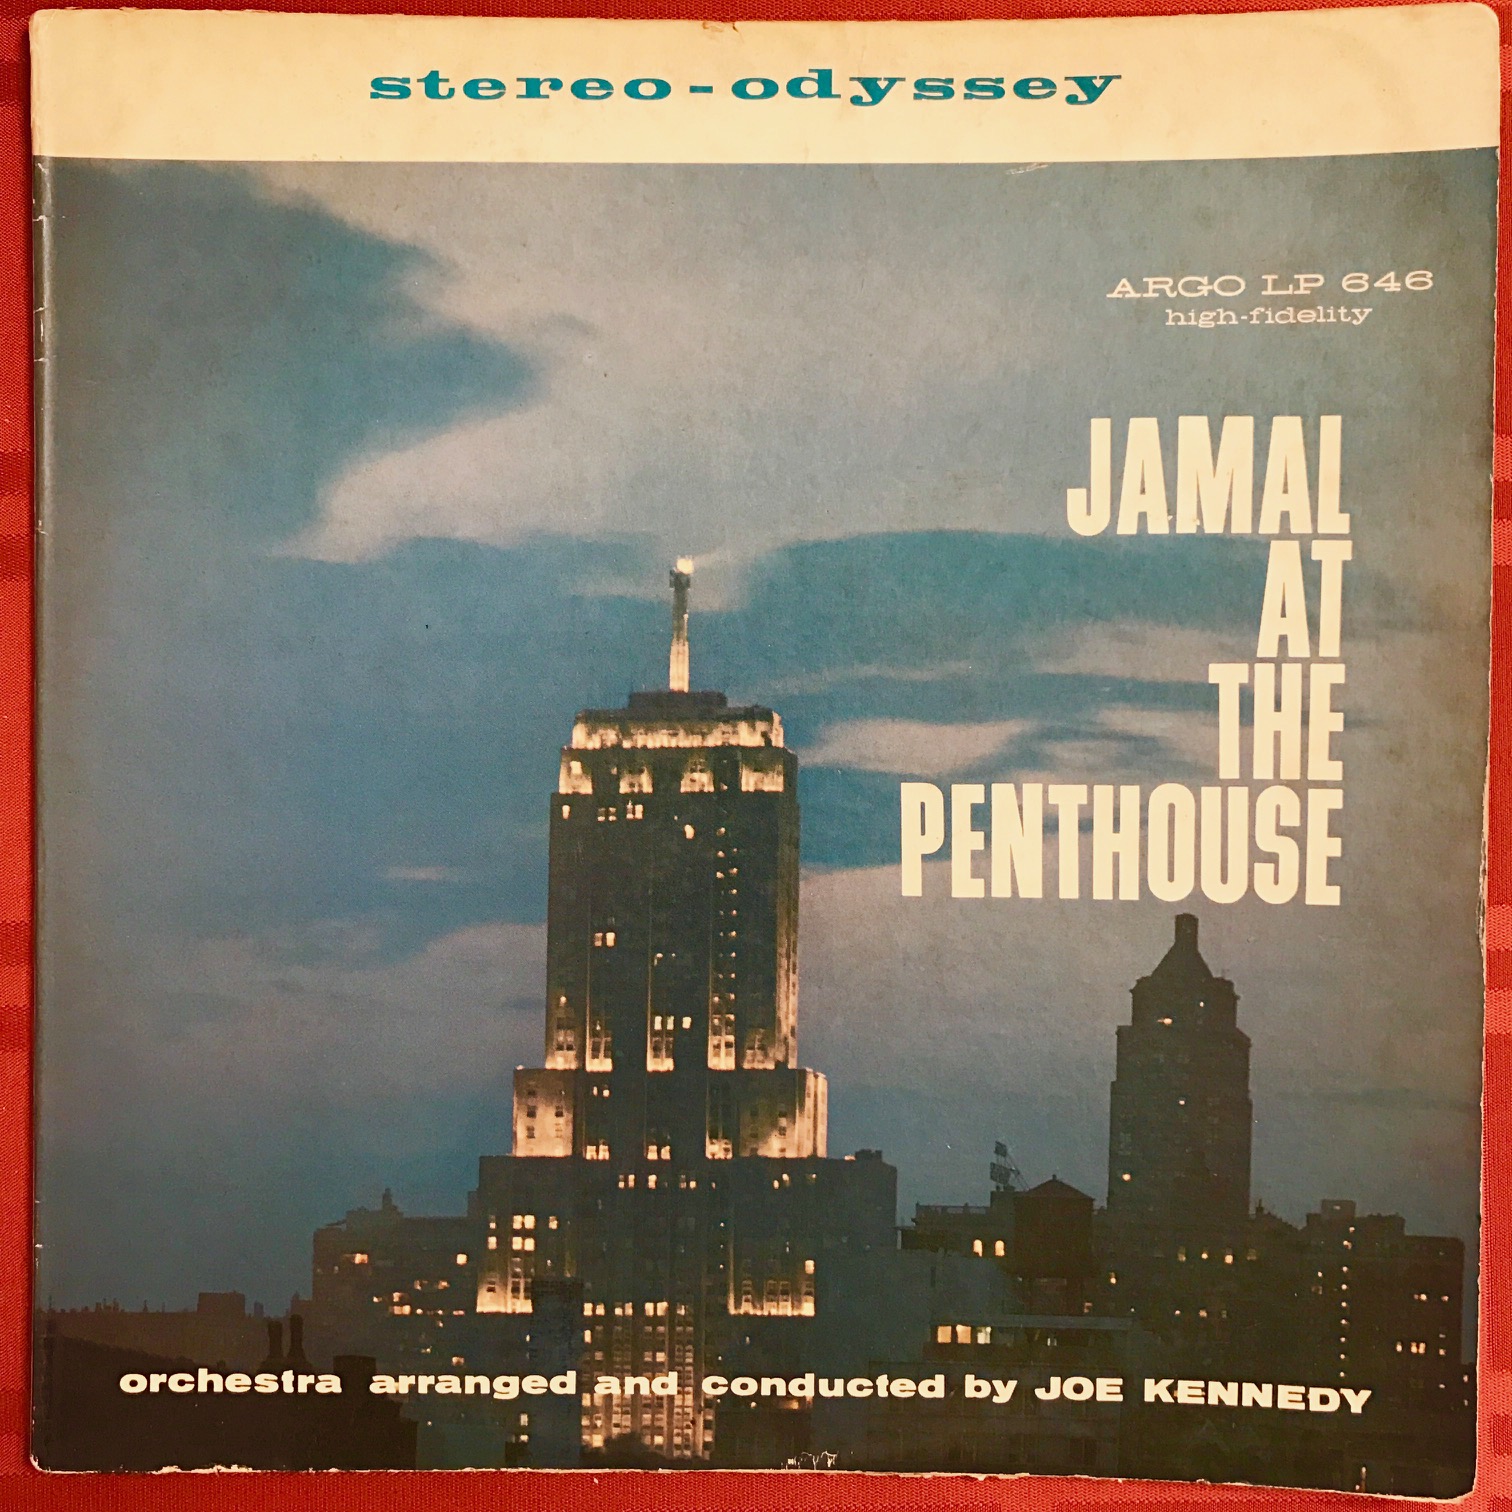 stereo-odyssey
ARGO LP 646
high-fidelity
JAMAL
AT
THE
PENTHOUSE
orchestra arranged and conducted by JOE KENNEDY